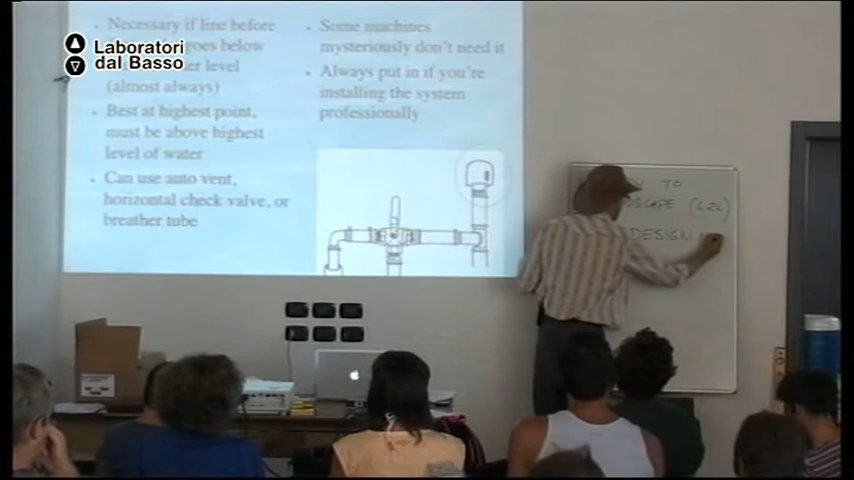 Laboratori
dal Basso
Necessary if line before
goes below
level
(almost always)
Best at highest point,
must be above highest
level of water
Can use auto vent,
horizontal check valve, or
breather tube
Some machines
mysteriously don't need it
Always put in if you're
installing the system
professionally
TO
(L2L)
DESIGN